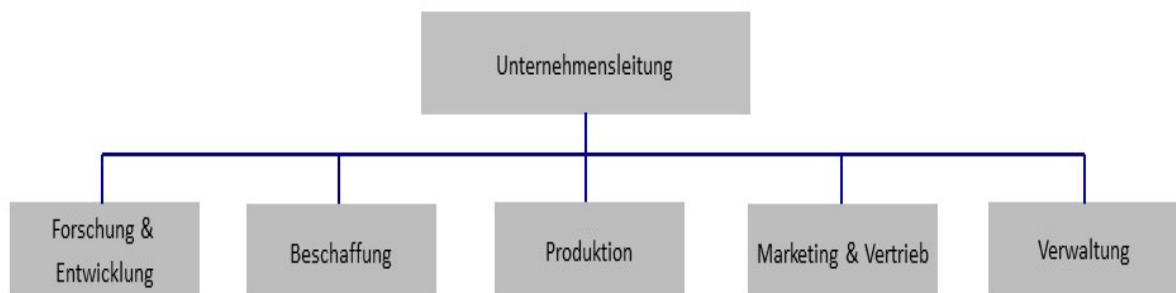 Unternehmensleitung
Forschung &
Entwicklung
Beschaffung
Produktion
Marketing & Vertrieb
Verwaltung